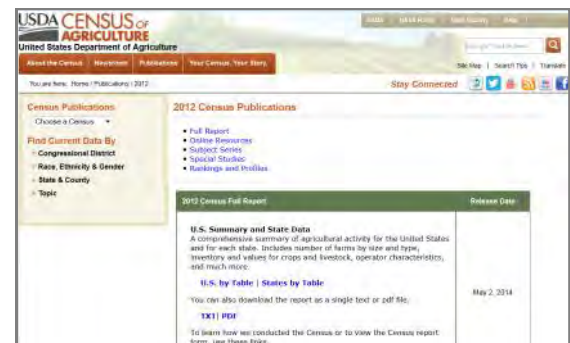 USDA CENSUS OF
AGRICULTURE
United States Department of Agriculture
About the Census Newsroom Publications Your Census. Your Story.
Site Map | Search Tips | Translate
You are here: Home / Publications / 2012
Stay Connected
Census Publications
Choose a Census
Find Current Data By
Congressional District
Race, Ethnicity & Gender
State & County
Topic
2012 Census Publications
• Full Report
• Online Resources
• Subject Series
• Special Studies
• Rankings and Profiles
2012 Census Full Report Release Date
U.S. Summary and State Data
A comprehensive summary of agricultural activity for the United States
and for each state. Includes number of farms by size and type,
inventory and values for crops and livestock, operator characteristics,
and much more.
U.S. by Table | States by Table
May 2, 2014
You can also download the report as a single text or pdf file.
TXT| PDF
To learn how we conducted the Census or to view the Census report
form, use these links.